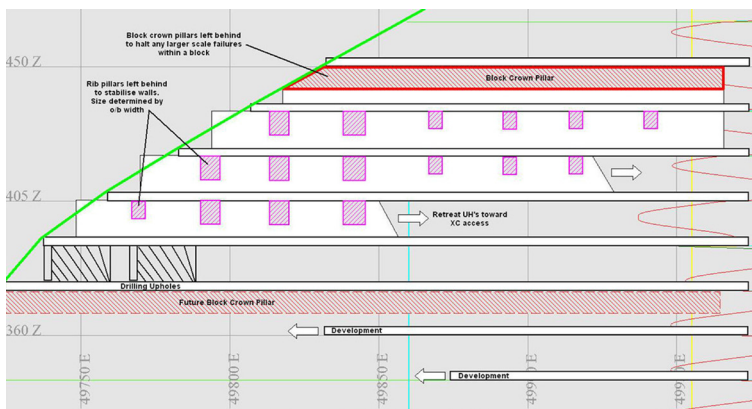 Block crown pillars left behind
to halt any larger scale failures
within a block
450 Z
Block Crown Pillar
Rib pillars left behind
to stabilise walls.
Size determined by
o/b width
405 Z
Retreat UH's toward
XC access
Drilling Upholes
Future Block Crown Pillar
360 Z
Development
Development
49750 E
49800 E
49850 E